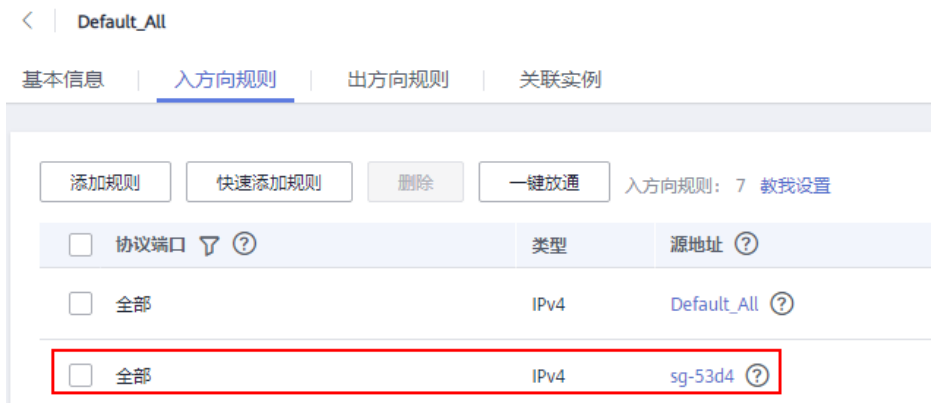 Default_All
基本信息 入方向规则 出方向规则 关联实例
添加规则 快速添加规则 删除 一键放通 入方向规则: 7 教我设置
协议端口 类型 源地址
全部 IPv4 Default_All
全部 IPv4 sg-53d4